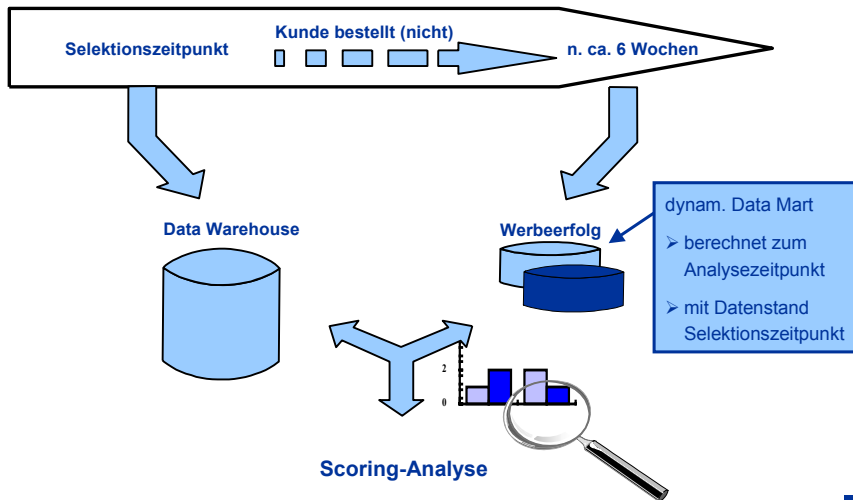 Kunde bestellt (nicht)
Selektionszeitpunkt
n. ca. 6 Wochen
Data Warehouse
Werbeerfolg
dynam. Data Mart
➢ berechnet zum
Analysezeitpunkt
➢ mit Datenstand
Selektionszeitpunkt
2
0
Scoring-Analyse